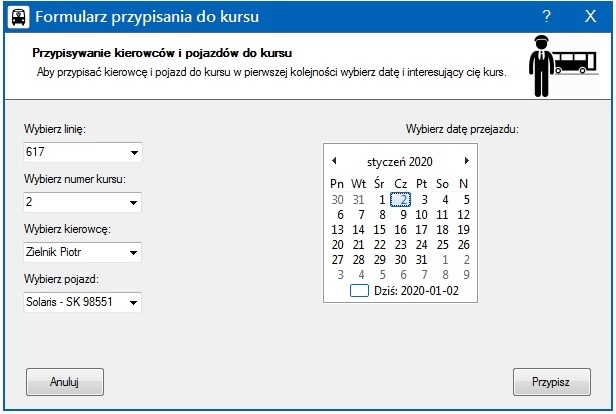 Formularz przypisania do kursu ? X
Przypisywanie kierowców i pojazdów do kursu
Aby przypisać kierowcę i pojazd do kursu w pierwszej kolejności wybierz datę i interesujący cię kurs.
Wybierz linię:
617
Wybierz numer kursu:
2
Wybierz kierowcę:
Zielnik Piotr
Wybierz pojazd:
Solaris - SK 98551
Wybierz datę przejazdu:
styczeń 2020
Pn Wt Śr Cz Pt So N
30 31 1 2 3 4 5
6 7 8 9 10 11 12
13 14 15 16 17 18 19
20 21 22 23 24 25 26
27 28 29 30 31 1 2
3 4 5 6 7 8 9
Dziś: 2020-01-02
Anuluj
Przypisz